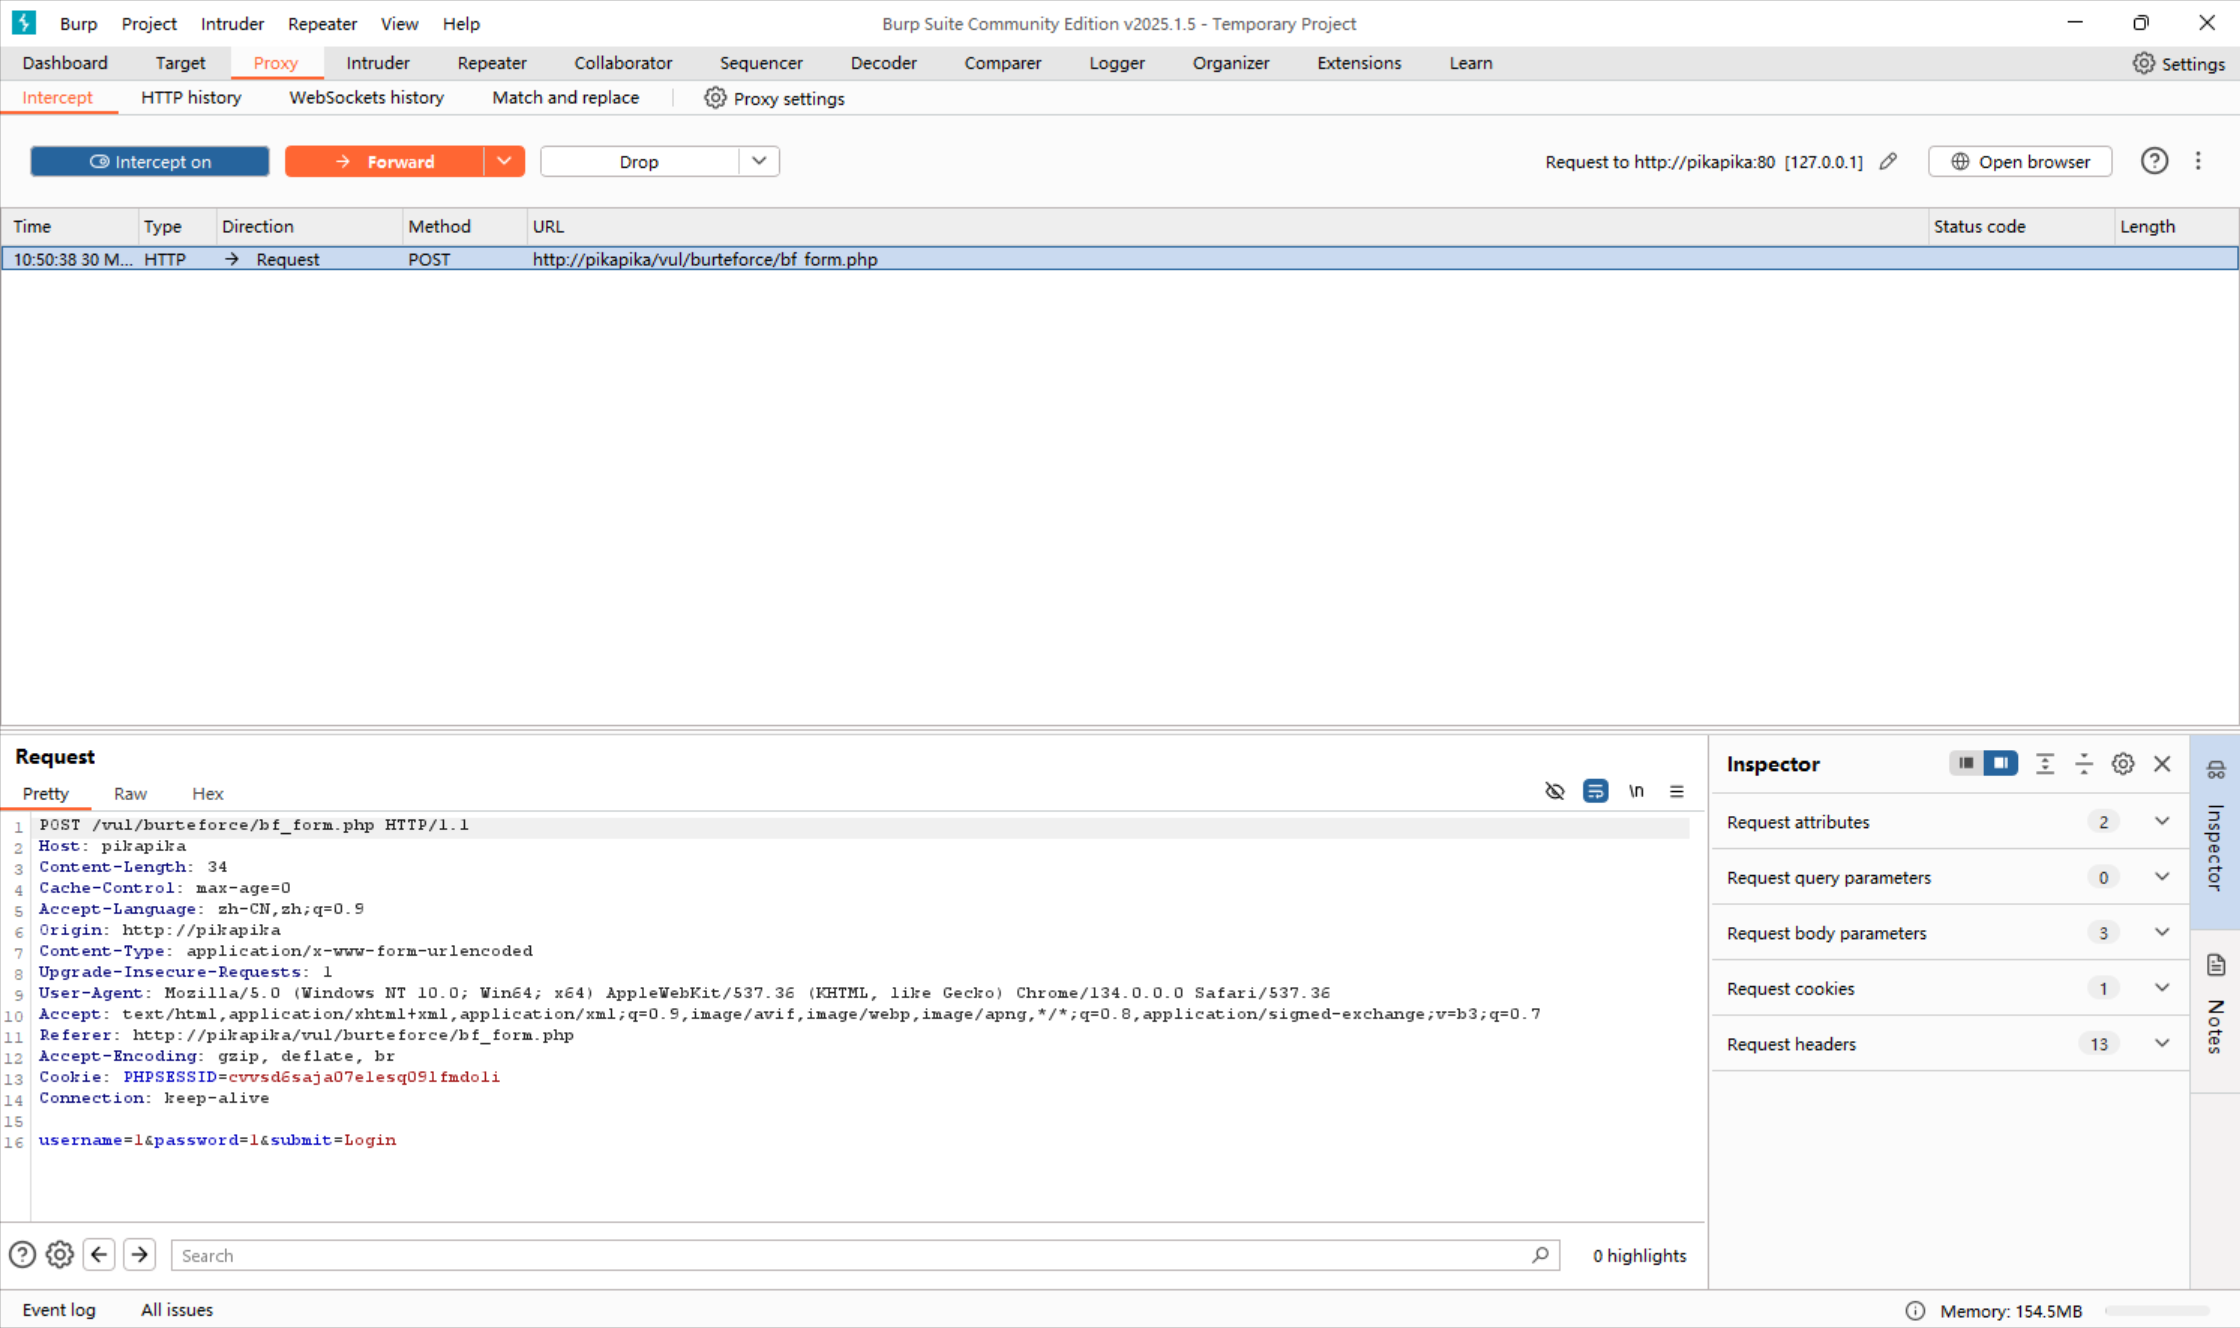 Burp Project Intruder Repeater View Help Burp Suite Community Edition v2025.1.5 - Temporary Project
Dashboard Target Proxy Intruder Repeater Collaborator Sequencer Decoder Comparer Logger Organizer Extensions Learn Settings
Intercept HTTP history WebSockets history Match and replace Proxy settings
Intercept on Forward Drop Request to http://pikapika:80 [127.0.0.1] Open browser
Time Type Direction Method URL Status code Length
10:50:38 30 M... HTTP → Request POST http://pikapika/vul/burteforce/bf_form.php
Request
Pretty Raw Hex \n
1 POST /vul/burteforce/bf_form.php HTTP/1.1
2 Host: pikapika
3 Content-Length: 34
4 Cache-Control: max-age=0
5 Accept-Language: zh-CN,zh;q=0.9
6 Origin: http://pikapika
7 Content-Type: application/x-www-form-urlencoded
8 Upgrade-Insecure-Requests: 1
9 User-Agent: Mozilla/5.0 (Windows NT 10.0; Win64; x64) AppleWebKit/537.36 (KHTML, like Gecko) Chrome/134.0.0.0 Safari/537.36
10 Accept: text/html,application/xhtml+xml,application/xml;q=0.9,image/avif,image/webp,image/apng,*/*;q=0.8,application/signed-exchange;v=b3;q=0.7
11 Referer: http://pikapika/vul/burteforce/bf_form.php
12 Accept-Encoding: gzip, deflate, br
13 Cookie: PHPSESSID=cvvsd6saja07elesq09lfmdoli
14 Connection: keep-alive
15
16 username=1&password=1&submit=Login
Search 0 highlights
Inspector
Request attributes 2
Request query parameters 0
Request body parameters 3
Request cookies 1
Request headers 13
Inspector
Notes
Event log All issues Memory: 154.5MB